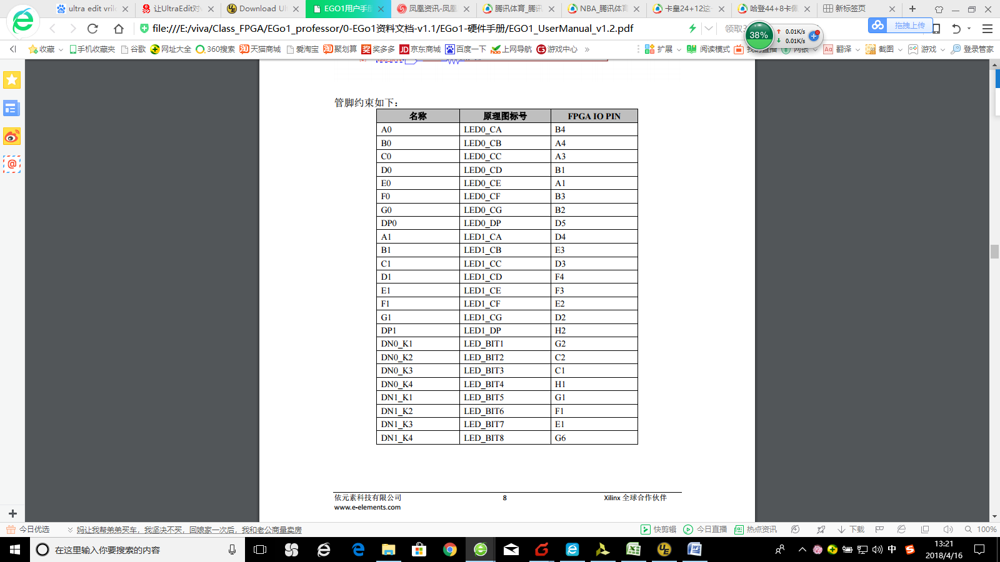 ultra edit vrilo
让UltraEdit对v
Download Ult
EGO1用户手册
凤凰资讯-凤凰
腾讯体育_腾讯
NBA_腾讯体育
卡皇24+12这-
哈登44+8卡佩
新标签页
file:///E:/viva/Class_FPGA/EGo1_professor/0-EGo1资料文档-v1.1/EGo1-硬件手册/EGO1_UserManual_v1.2.pdf
领取
38%
0.01K/s
0.01K/s
拖拽上传
收藏 手机收藏夹 谷歌 网址大全 360搜索 天猫商城 爱淘宝 聚划算 奖多多 京东商城 百度一下 上网导航 游戏中心 »
扩展 阅读模式 我的直播 网银 翻译 截图 游戏 登录管家
管脚约束如下：
名称 原理图标号 FPGA IO PIN
A0 LED0_CA B4
B0 LED0_CB A4
C0 LED0_CC A3
D0 LED0_CD B1
E0 LED0_CE A1
F0 LED0_CF B3
G0 LED0_CG B2
DP0 LED0_DP D5
A1 LED1_CA D4
B1 LED1_CB E3
C1 LED1_CC D3
D1 LED1_CD F4
E1 LED1_CE F3
F1 LED1_CF E2
G1 LED1_CG D2
DP1 LED1_DP H2
DN0_K1 LED_BIT1 G2
DN0_K2 LED_BIT2 C2
DN0_K3 LED_BIT3 C1
DN0_K4 LED_BIT4 H1
DN1_K1 LED_BIT5 G1
DN1_K2 LED_BIT6 F1
DN1_K3 LED_BIT7 E1
DN1_K4 LED_BIT8 G6
依元素科技有限公司 8 Xilinx 全球合作伙伴
www.e-elements.com
今日优选 妈让我帮弟弟买车，我坚决不买，回娘家一次后，我和老公商量卖房
快剪辑 今日直播 热点资讯 下载 100%
在这里输入你要搜索的内容
中
13:21
2018/4/16